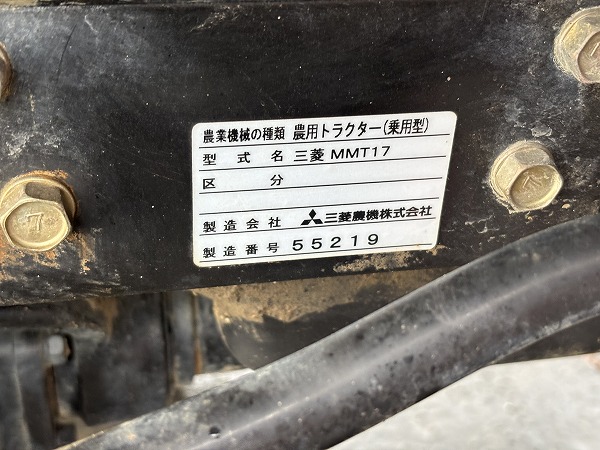 農業機械の種類 農用トラクター(乗用型)
型式名 三菱 MMT17
区分
製造会社 三菱農機株式会社
製造番号 55219
7
7